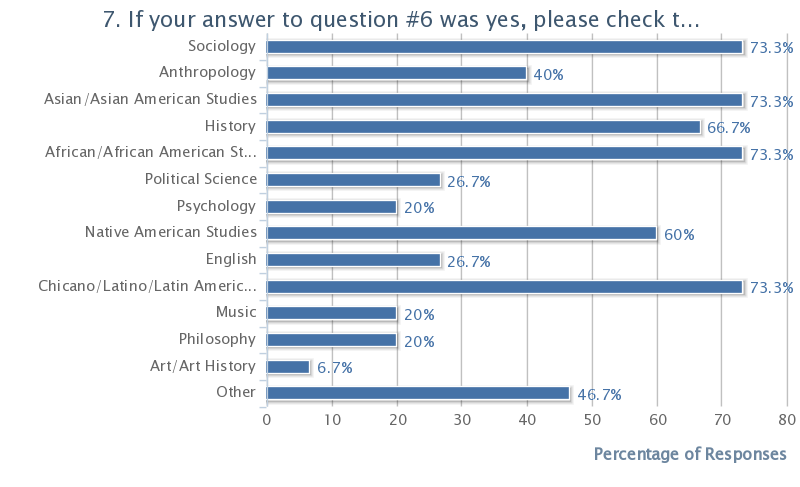 7. If your answer to question #6 was yes, please check t...
Sociology 73.3%
Anthropology 40%
Asian/Asian American Studies 73.3%
History 66.7%
African/African American St... 73.3%
Political Science 26.7%
Psychology 20%
Native American Studies 60%
English 26.7%
Chicano/Latino/Latin Americ... 73.3%
Music 20%
Philosophy 20%
Art/Art History 6.7%
Other 46.7%
0 10 20 30 40 50 60 70 80
Percentage of Responses